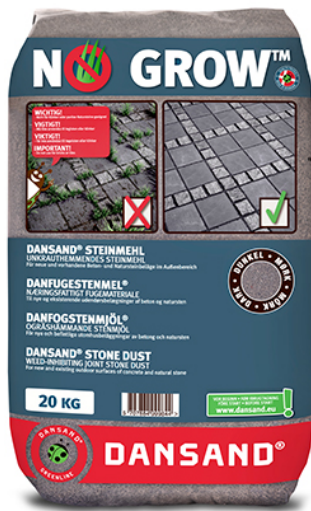 NO GROW™
WICHTIG!
VIGTIGT!
VIKTIGT!
IMPORTANT!
DANSAND® STEINMEHL
UNKRAUTHEMMENDES STEINMEHL
Für neue und vorhandene Beton- und Natursteinbeläge im Außenbereich
DANFUGESTENMEL®
NÆRINGSFATTIGT FUGEMATERIALE
Til nye og eksisterende udendørsbelægninger af beton og natursten
DANFOGSTENMJÖL®
OGRÄSHÄMMANDE STENMJÖL
För nya och befintliga utomhusbeläggningar av betong och natursten
DANSAND® STONE DUST
WEED-INHIBITING JOINT STONE DUST
For new and existing outdoor surfaces of concrete and natural stone
DUNKEL • MØRK • MÖRK • DARK •
20 KG
www.dansand.eu
DANSAND®
GREENLINE
DANSAND®